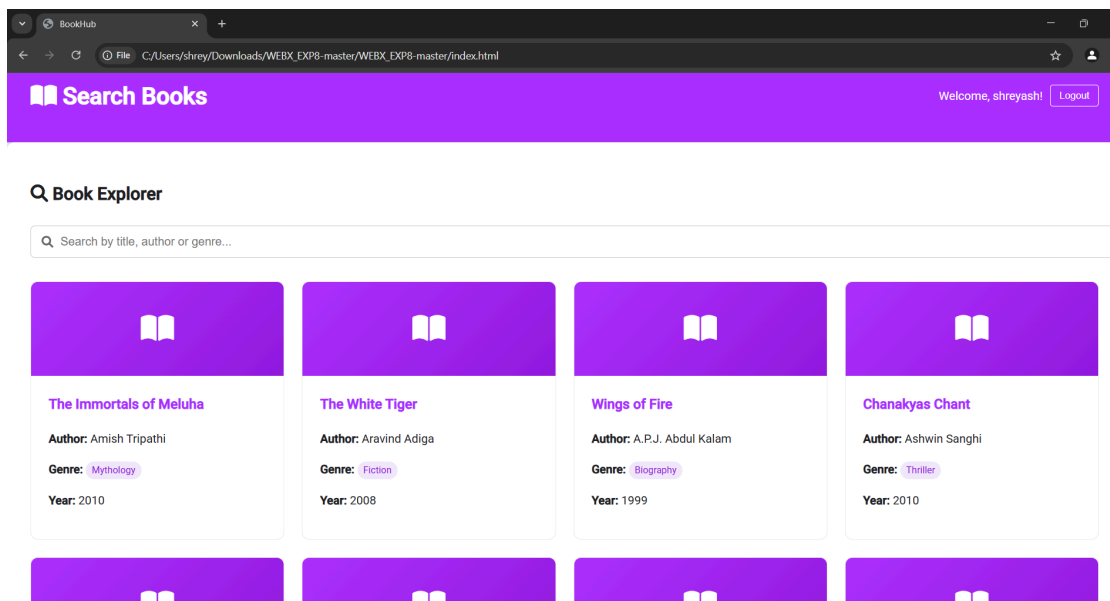 BookHub
File C:/Users/shrey/Downloads/WEBX_EXP8-master/WEBX_EXP8-master/index.html
Search Books
Welcome, shreyash! Logout
Book Explorer
Search by title, author or genre...
The Immortals of Meluha
Author: Amish Tripathi
Genre: Mythology
Year: 2010
The White Tiger
Author: Aravind Adiga
Genre: Fiction
Year: 2008
Wings of Fire
Author: A.P.J. Abdul Kalam
Genre: Biography
Year: 1999
Chanakyas Chant
Author: Ashwin Sanghi
Genre: Thriller
Year: 2010